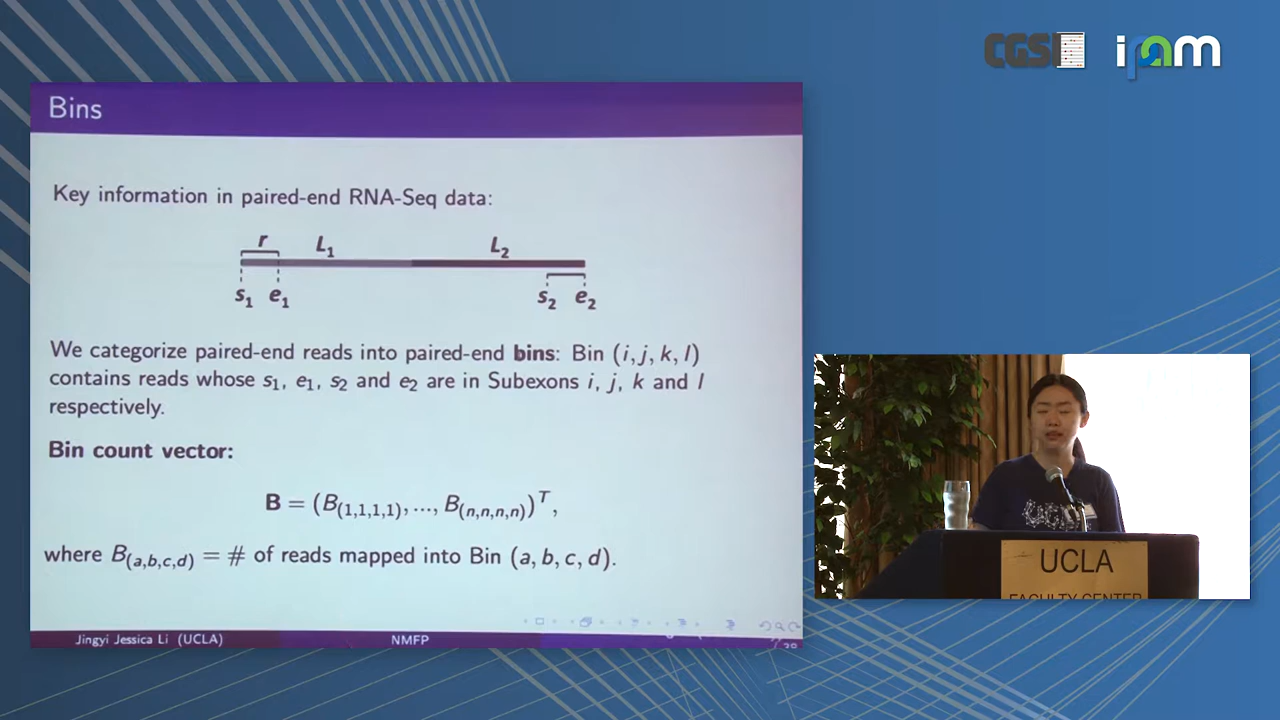 CGSI
ipam
Bins
Key information in paired-end RNA-Seq data:
r L₁ L₂
s₁ e₁ s₂ e₂
We categorize paired-end reads into paired-end bins: Bin (i, j, k, l)
contains reads whose s₁, e₁, s₂ and e₂ are in Subexons i, j, k and l
respectively.
Bin count vector:
B = (B₍₁,₁,₁,₁₎, ..., B₍ₙ,ₙ,ₙ,ₙ₎)ᵀ,
where B_(a,b,c,d) = # of reads mapped into Bin (a, b, c, d).
Jingyi Jessica Li (UCLA) NMFP
UCLA
FACULTY CENTER